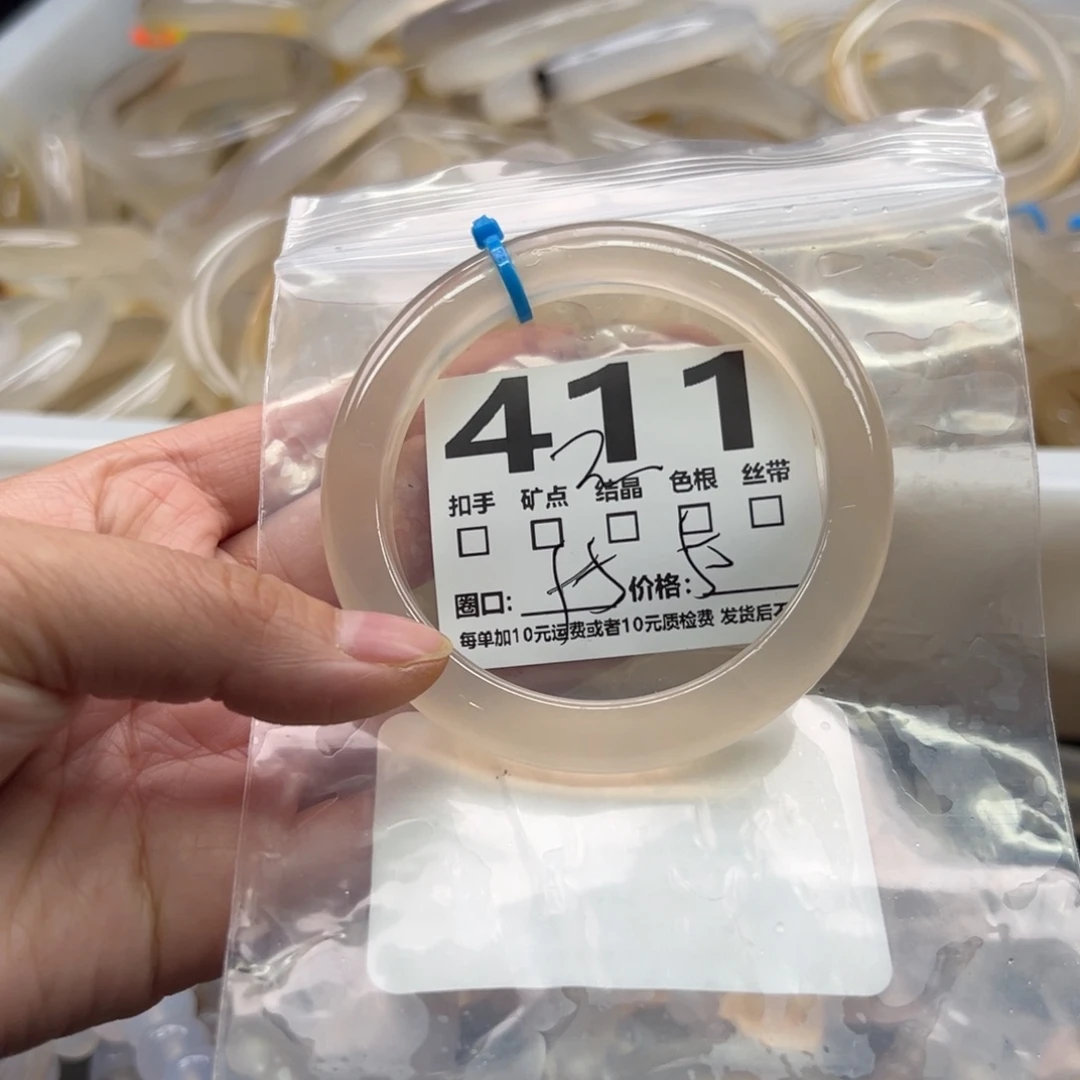 411
扣手 矿点 结晶 色根 丝带
圈口: 价格:
每单加10元运费或者10元质检费 发货后不